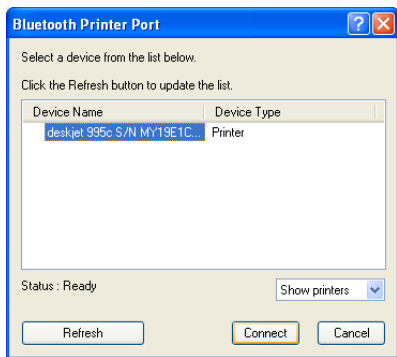 Bluetooth Printer Port
Select a device from the list below.
Click the Refresh button to update the list.
Device Name Device Type
deskjet 995c S/N MY19E1C... Printer
Status : Ready Show printers
Refresh Connect Cancel